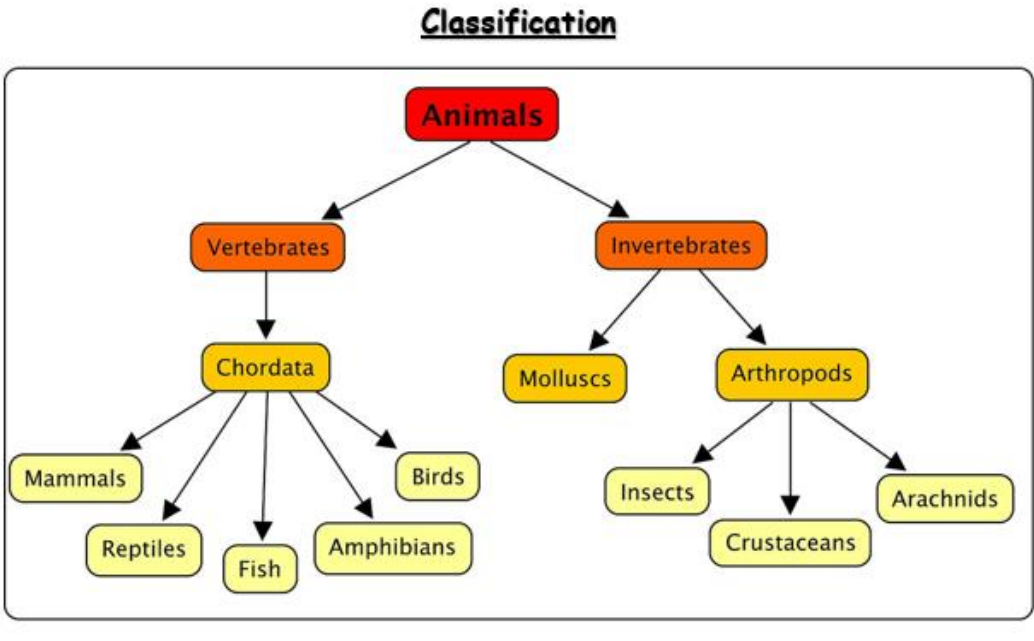 Classification
Animals
Vertebrates
Invertebrates
Chordata
Molluscs
Arthropods
Mammals
Reptiles
Fish
Amphibians
Birds
Insects
Crustaceans
Arachnids